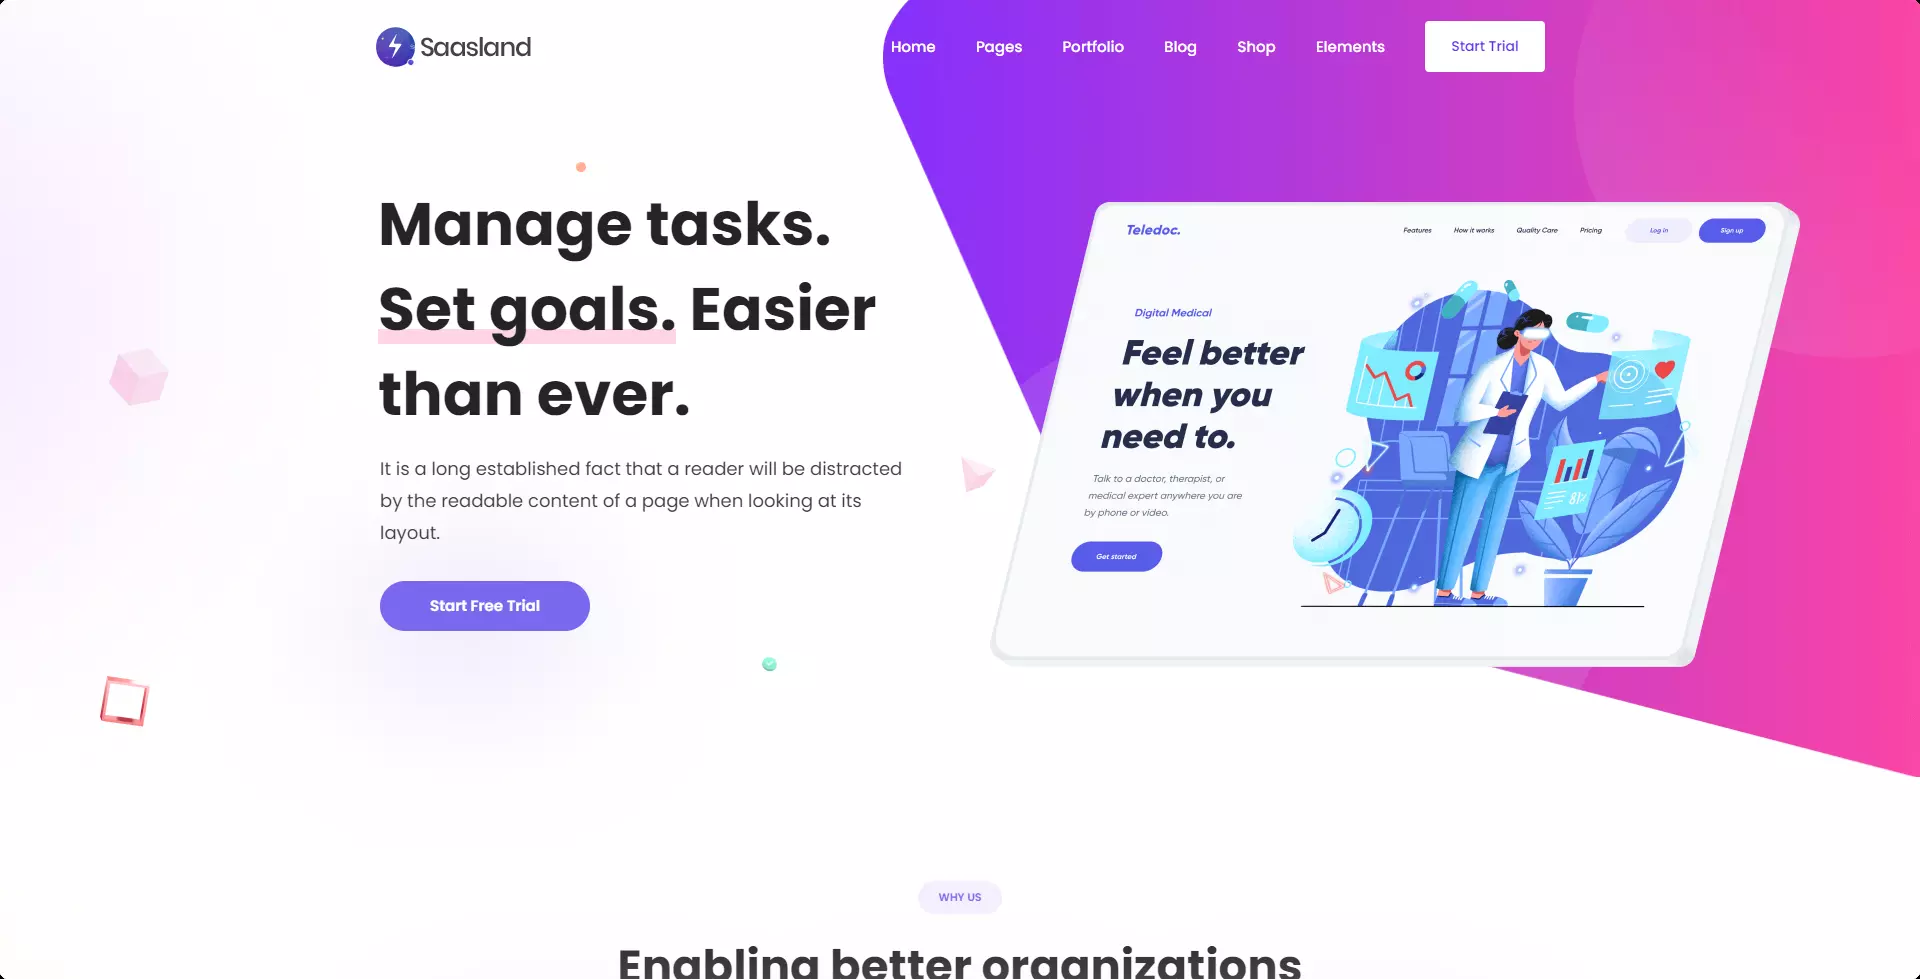 Saasland
Home Pages Portfolio Blog Shop Elements Start Trial
Manage tasks.
Set goals. Easier
than ever.
It is a long established fact that a reader will be distracted
by the readable content of a page when looking at its
layout.
Start Free Trial
Teledoc.
Features How it works Quality Care Pricing Log in Sign up
Digital Medical
Feel better
when you
need to.
Talk to a doctor, therapist, or
medical expert anywhere you are
by phone or video.
Get started
WHY US
Enabling better organizations